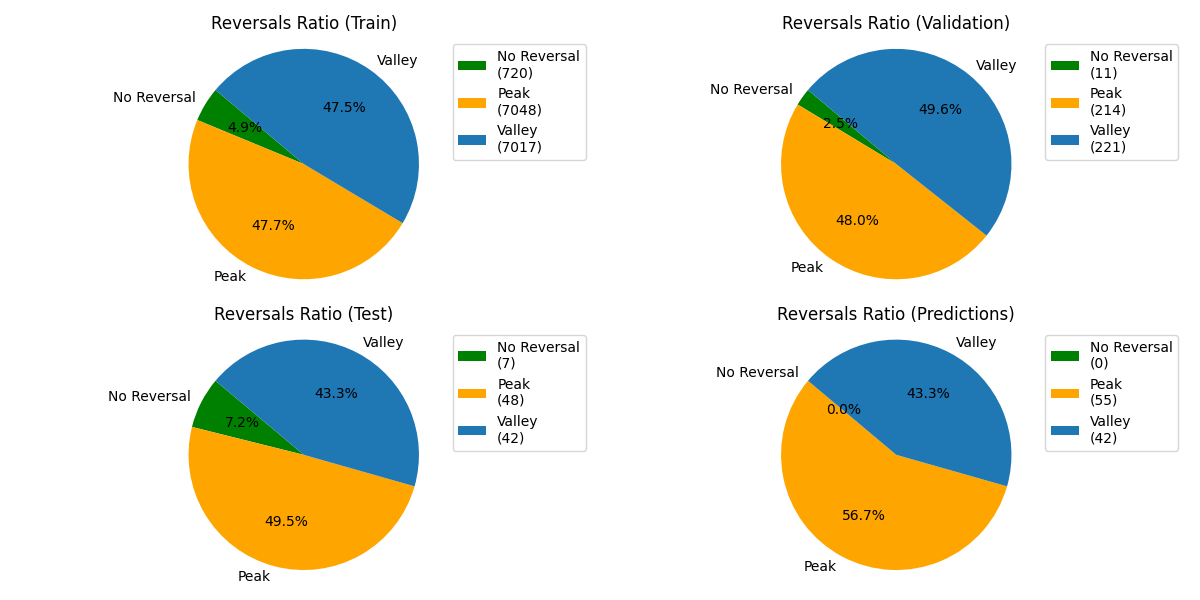 Reversals Ratio (Train)
Valley
No Reversal
47.5%
4.9%
47.7%
Peak
No Reversal
(720)
Peak
(7048)
Valley
(7017)
Reversals Ratio (Validation)
Valley
No Reversal
49.6%
2.5%
48.0%
Peak
No Reversal
(11)
Peak
(214)
Valley
(221)
Reversals Ratio (Test)
Valley
No Reversal
43.3%
7.2%
49.5%
Peak
No Reversal
(7)
Peak
(48)
Valley
(42)
Reversals Ratio (Predictions)
Valley
No Reversal
43.3%
0.0%
56.7%
Peak
No Reversal
(0)
Peak
(55)
Valley
(42)